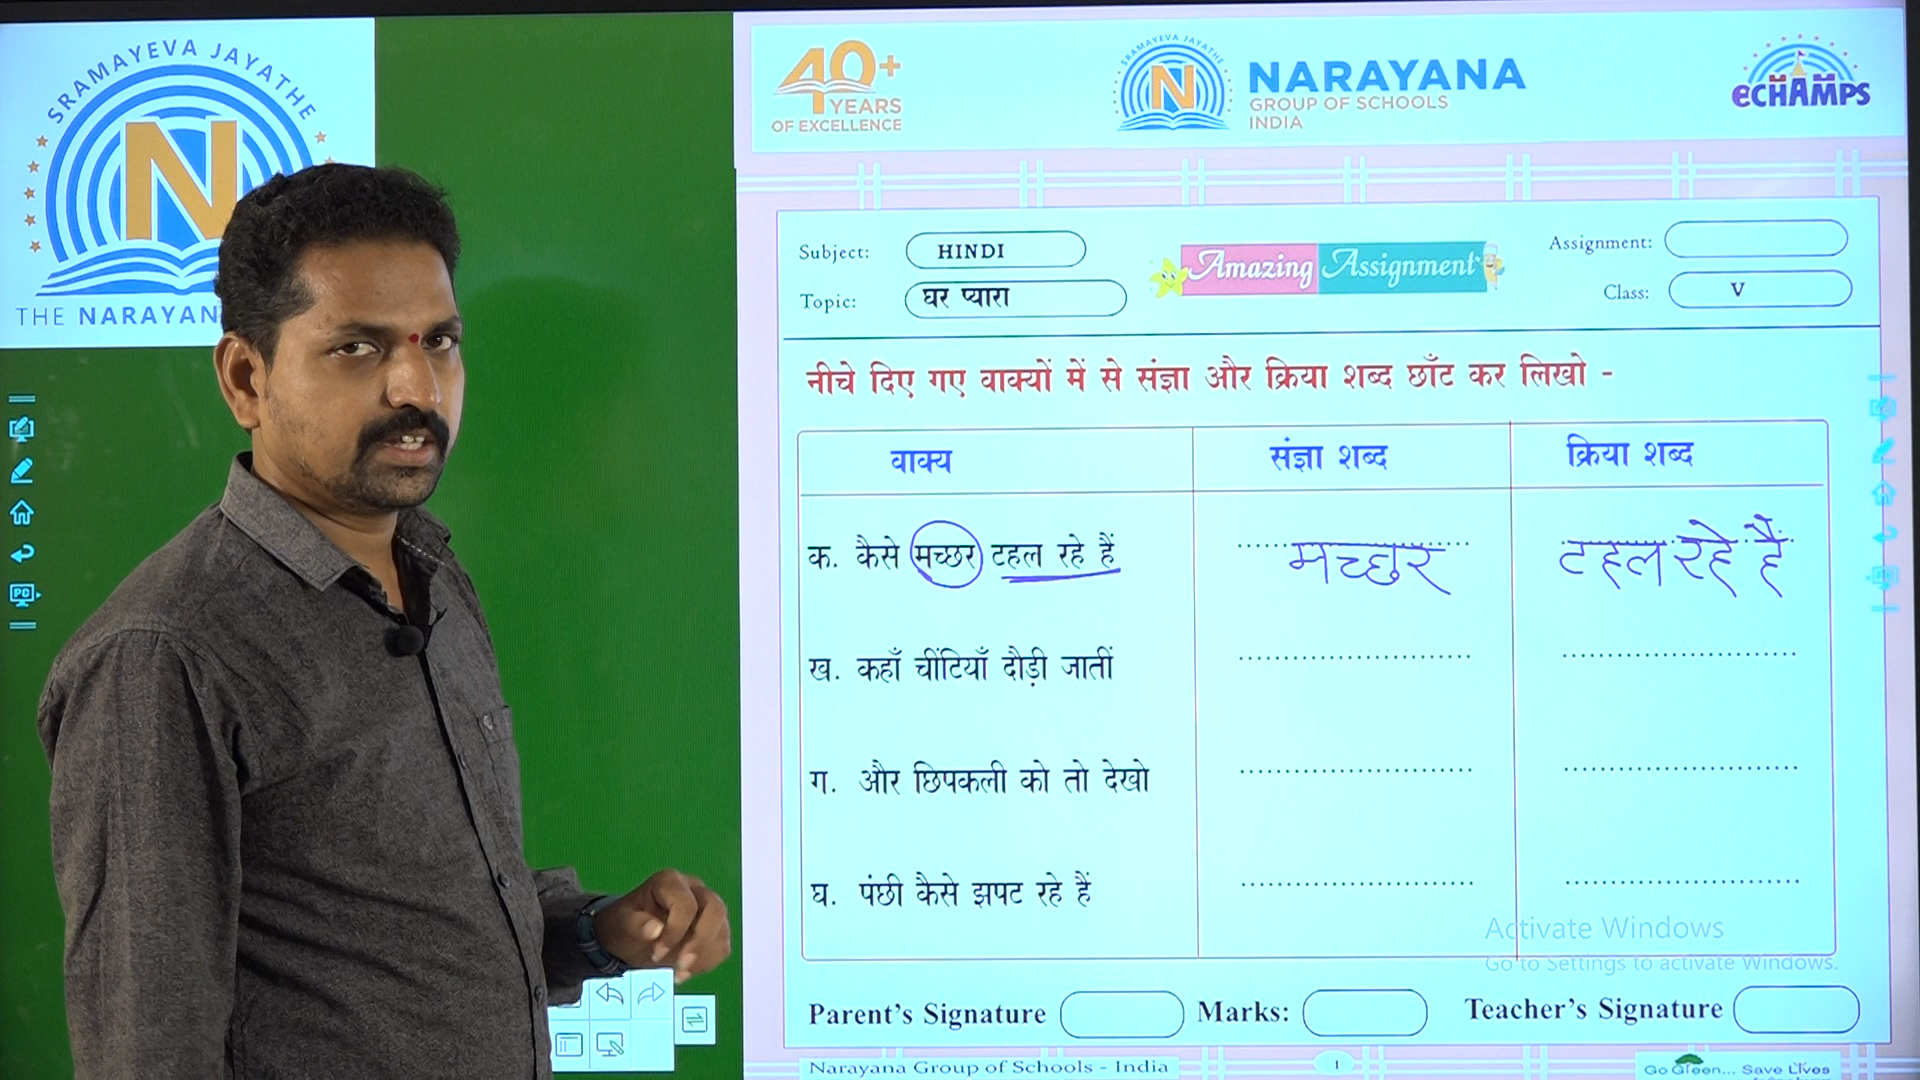 SRAMAYEVA JAYATHE
N
THE NARAYAN
40+
YEARS
OF EXCELLENCE
SRAMAYEVA JAYATHE
N
NARAYANA
GROUP OF SCHOOLS
INDIA
eCHAMPS
Subject: HINDI
Topic: घर प्यारा
Amazing Assignment
Assignment:
Class: V
नीचे दिए गए वाक्यों में से संज्ञा और क्रिया शब्द छाँट कर लिखो -
वाक्य संज्ञा शब्द क्रिया शब्द
क. कैसे मच्छर टहल रहे हैं मच्छर टहल रहे हैं
ख. कहाँ चींटियाँ दौड़ी जातीं
ग. और छिपकली को तो देखो
घ. पंछी कैसे झपट रहे हैं
Activate Windows
Go to Settings to activate Windows.
Parent's Signature Marks: Teacher's Signature
Narayana Group of Schools - India
1
Go Green... Save Lives
PC